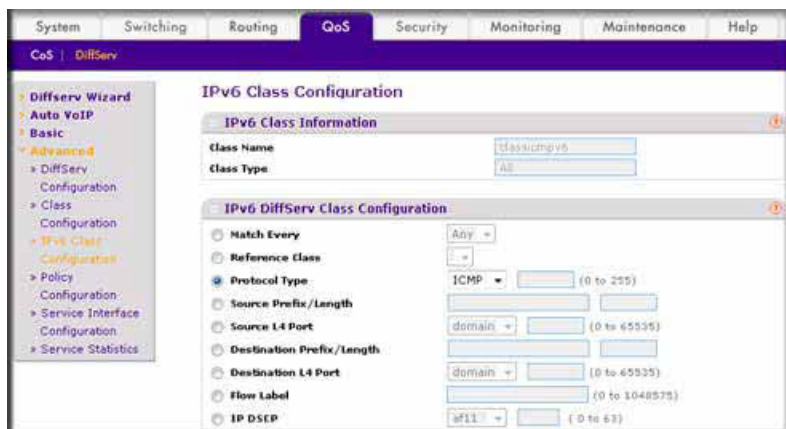 System Switching Routing QoS Security Monitoring Maintenance Help
CoS | DiffServ
Diffserv Wizard
Auto VoIP
Basic
Advanced
» DiffServ
Configuration
» Class
Configuration
» IPv6 Class
Configuration
» Policy
Configuration
» Service Interface
Configuration
» Service Statistics
IPv6 Class Configuration
IPv6 Class Information
Class Name classicmpv6
Class Type All
IPv6 DiffServ Class Configuration
Match Every Any
Reference Class
Protocol Type ICMP (0 to 255)
Source Prefix/Length
Source L4 Port domain (0 to 65535)
Destination Prefix/Length
Destination L4 Port domain (0 to 65535)
Flow Label (0 to 1048575)
IP DSCP af11 ( 0 to 63)